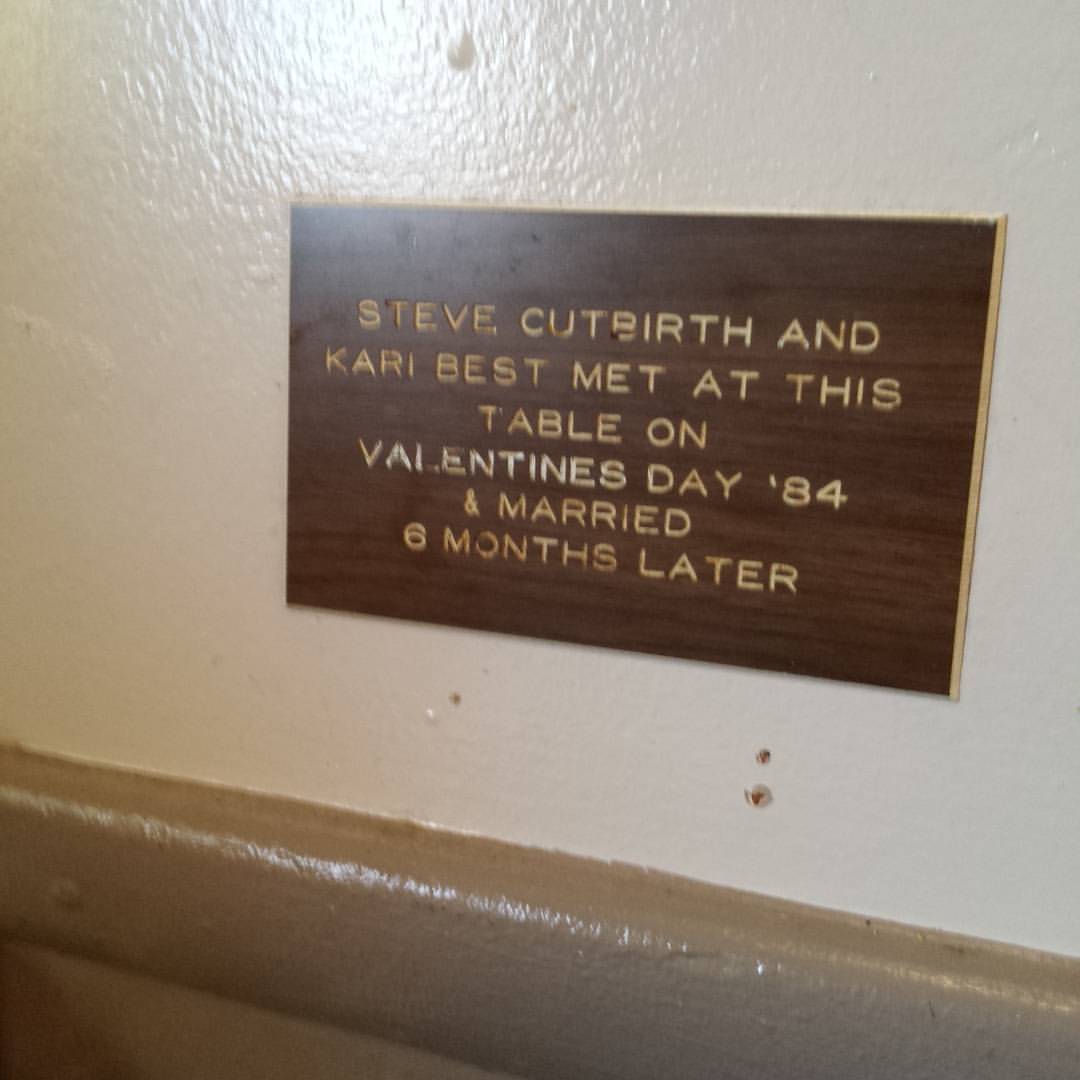 STEVE CUTBIRTH AND
KARI BEST MET AT THIS
TABLE ON
VALENTINES DAY '84
& MARRIED
6 MONTHS LATER